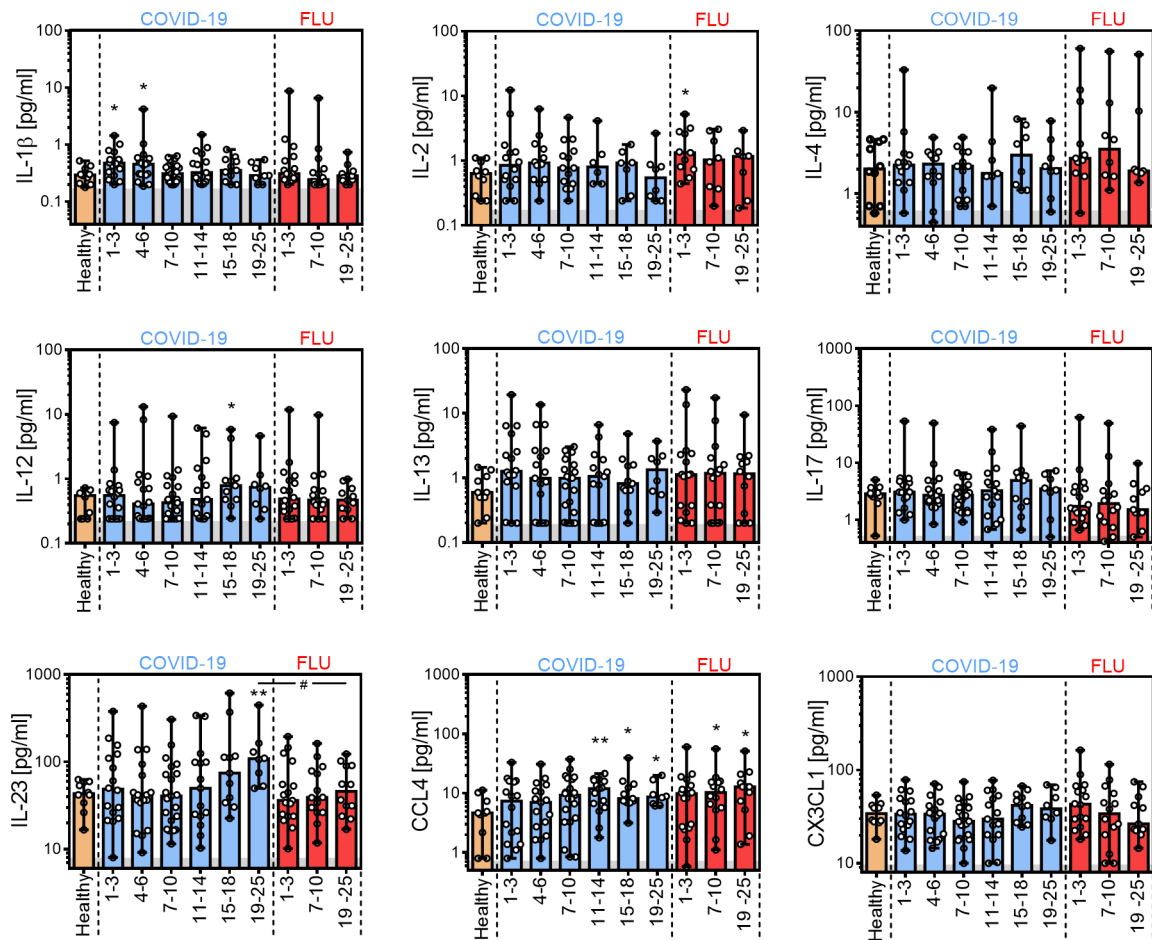 COVID-19 FLU
IL-1β [pg/ml]
100
10
1
0.1
* *
Healthy 1-3 4-6 7-10 11-14 15-18 19-25 1-3 7-10 19-25
COVID-19 FLU
IL-2 [pg/ml]
100
10
1.0
0.1
*
Healthy 1-3 4-6 7-10 11-14 15-18 19-25 1-3 7-10 19 -25
COVID-19 FLU
IL-4 [pg/ml]
100
10
1
Healthy 1-3 4-6 7-10 11-14 15-18 19-25 1-3 7-10 19-25
COVID-19 FLU
IL-12 [pg/ml]
100
10
1
0.1
*
Healthy 1-3 4-6 7-10 11-14 15-18 19-25 1-3 7-10 19 -25
COVID-19 FLU
IL-13 [pg/ml]
100
10
1
0.1
Healthy 1-3 4-6 7-10 11-14 15-18 19-25 1-3 7-10 19 -25
COVID-19 FLU
IL-17 [pg/ml]
1000
100
10
1
Healthy 1-3 4-6 7-10 11-14 15-18 19-25 1-3 7-10 19 -25
COVID-19 FLU
IL-23 [pg/ml]
1000
100
10
** #
Healthy 1-3 4-6 7-10 11-14 15-18 19-25 1-3 7-10 19 -25
COVID-19 FLU
CCL4 [pg/ml]
1000
100
10
1
** * * * *
Healthy 1-3 4-6 7-10 11-14 15-18 19-25 1-3 7-10 19-25
COVID-19 FLU
CX3CL1 [pg/ml]
1000
100
10
Healthy 1-3 4-6 7-10 11-14 15-18 19-25 1-3 7-10 19-25